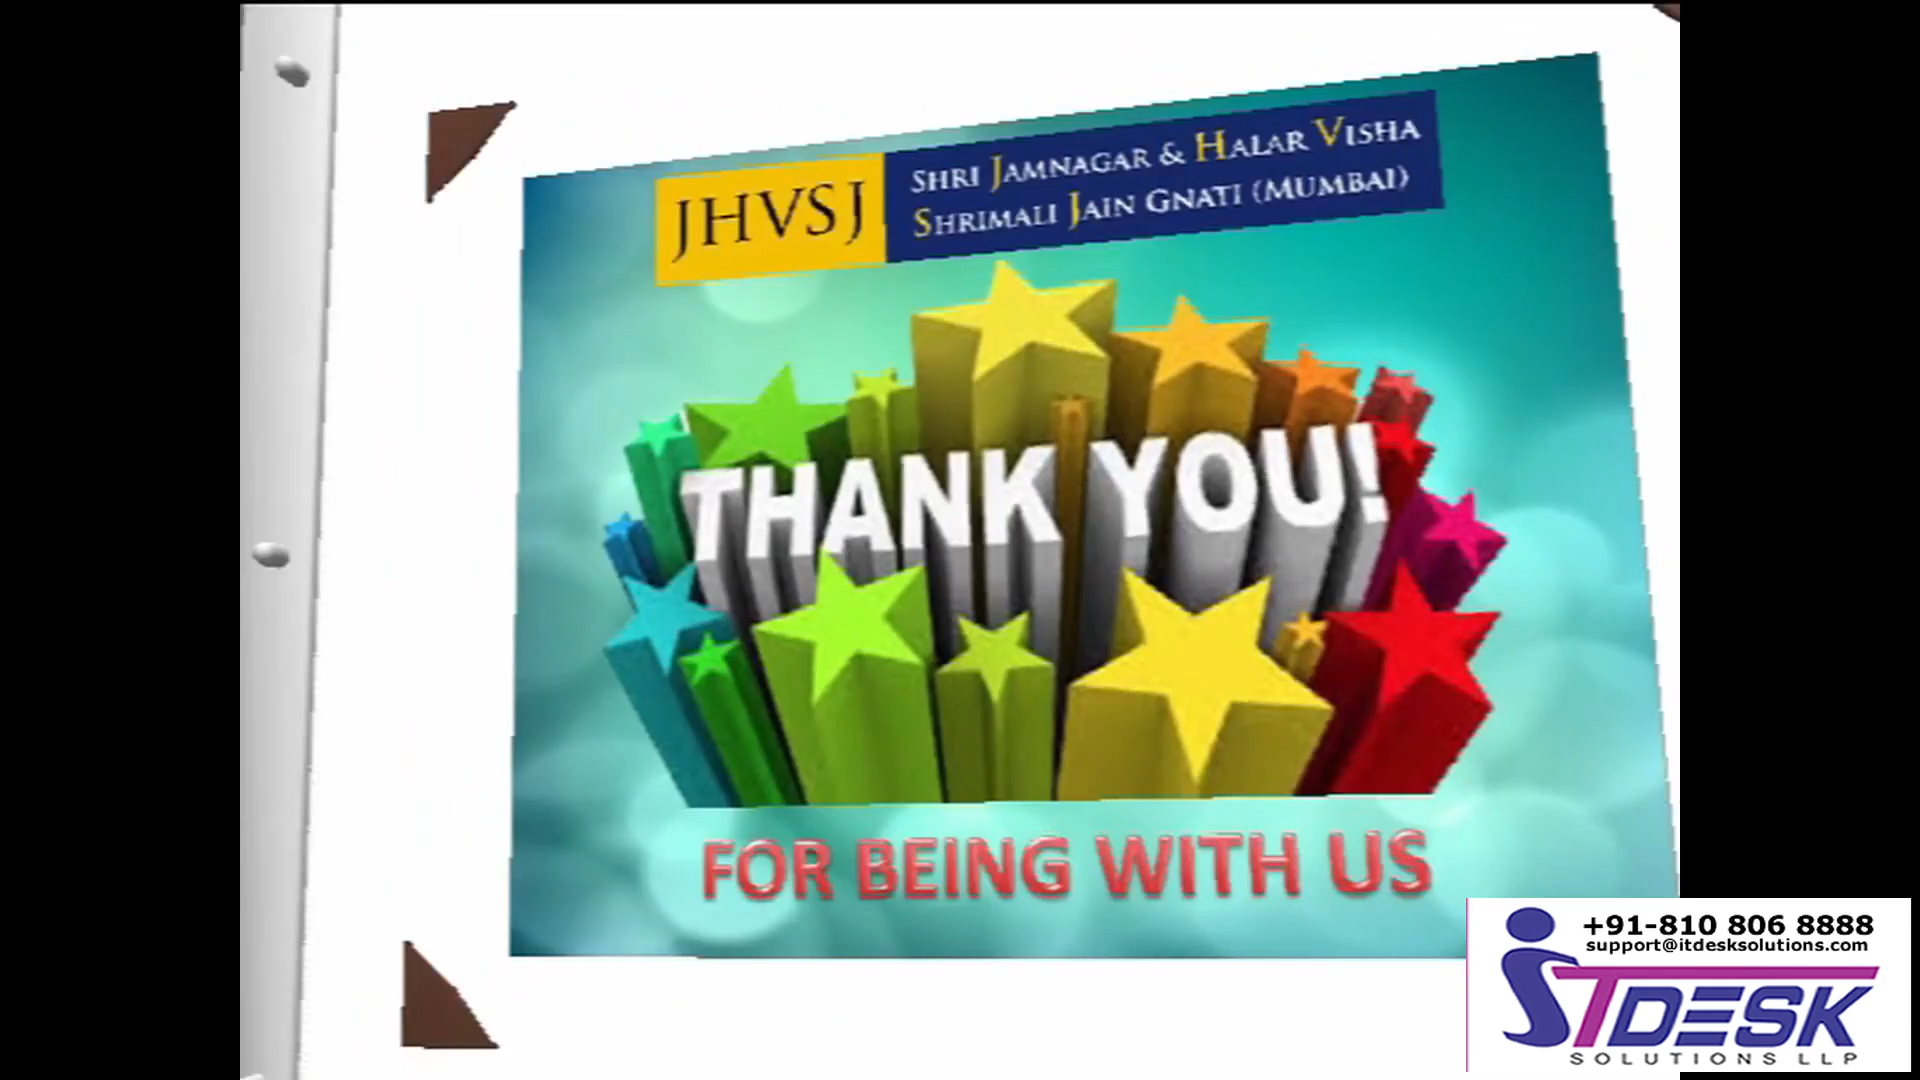 JHVSJ
SHRI JAMNAGAR & HALAR VISHA
SHRIMALI JAIN GNATI (MUMBAI)
THANK YOU!
FOR BEING WITH US
+91-810 806 8888
support@itdesksolutions.com
iTDESK
SOLUTIONS LLP